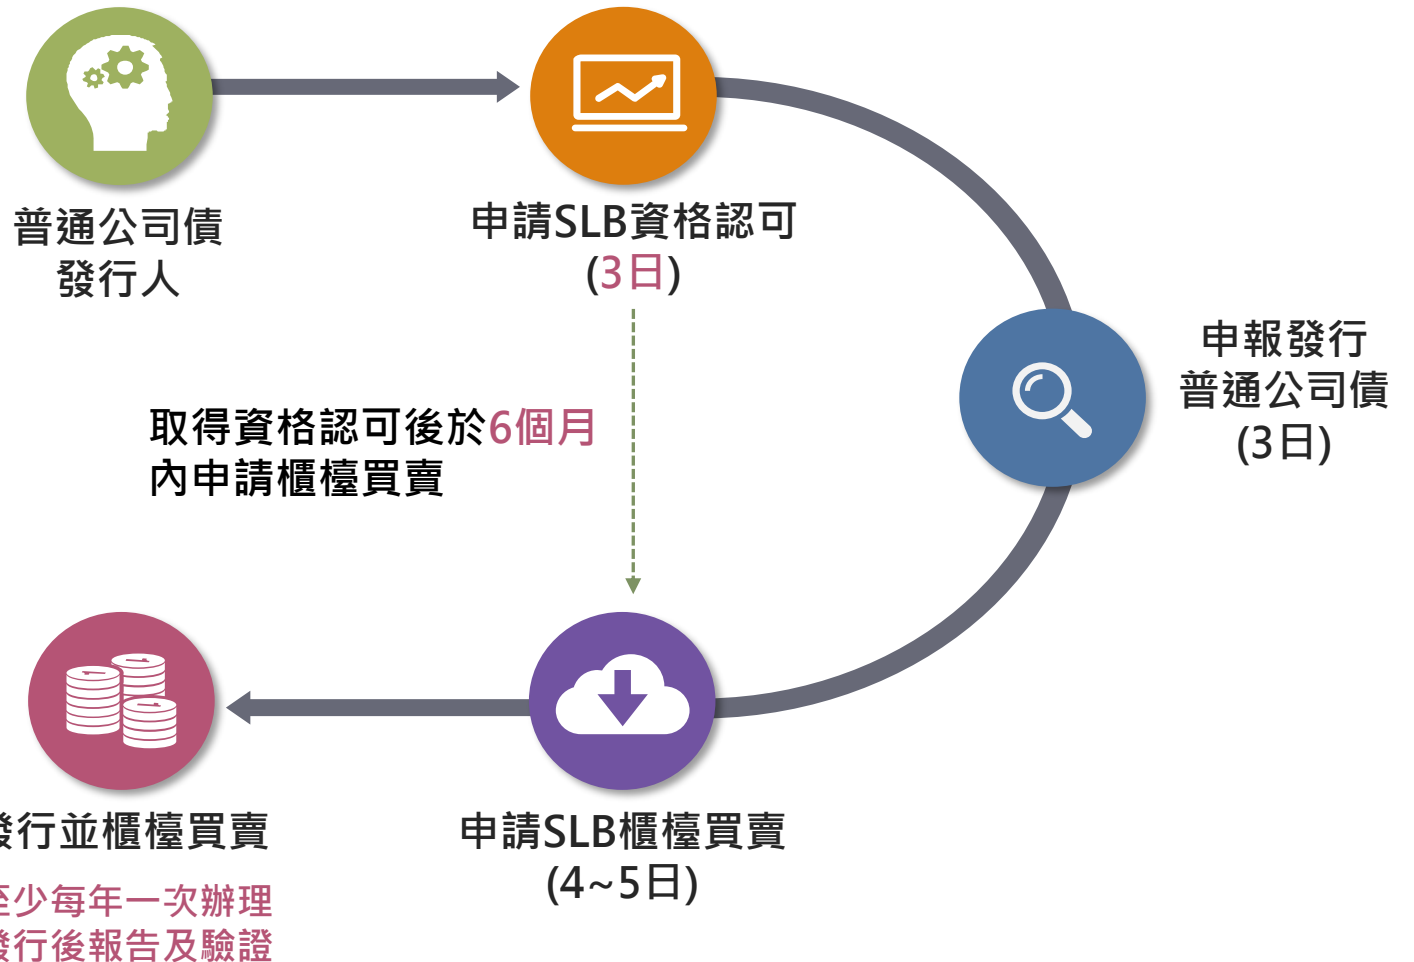 普通公司債
發行人
申請SLB資格認可
(3日)
申報發行
普通公司債
(3日)
取得資格認可後於6個月
內申請櫃檯買賣
發行並櫃檯買賣
至少每年一次辦理
發行後報告及驗證
申請SLB櫃檯買賣
(4~5日)